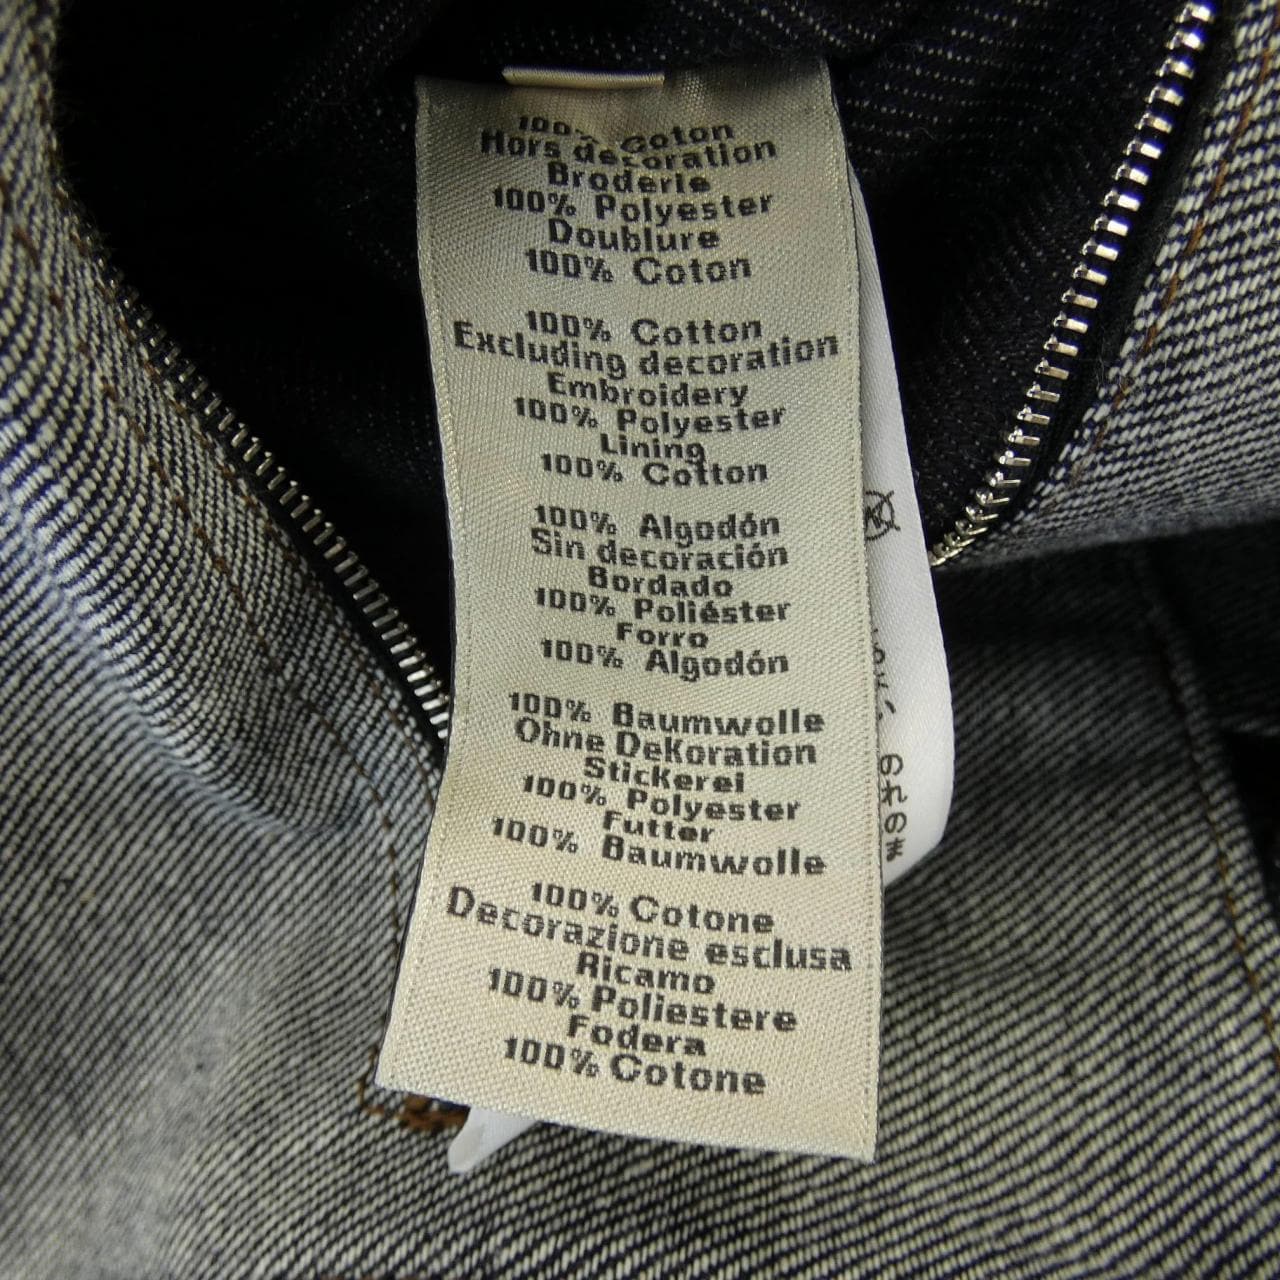 100% Coton
Hors decoration
Broderie
100% Polyester
Doublure
100% Coton
100% Cotton
Excluding decoration
Embroidery
100% Polyester
Lining
100% Cotton
100% Algodón
Sin decoración
Bordado
100% Poliéster
Forro
100% Algodón
100% Baumwolle
Ohne DeKoration
StickereI
100% Polyester
Futter
100% Baumwolle
100% Cotone
Decorazione esclusa
Ricamo
100% Poliestere
Fodera
100% Cotone